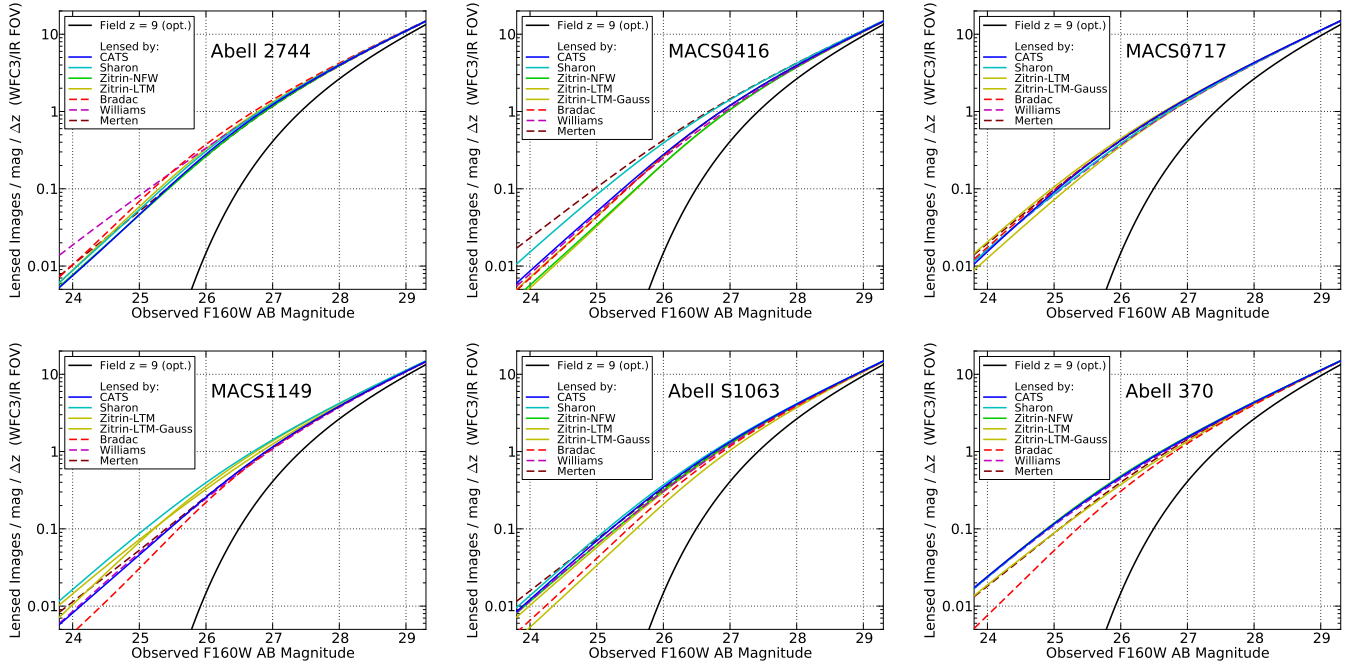 Lensed Images / mag / Δz (WFC3/IR FOV)
10
1
0.1
0.01
Field z = 9 (opt.)
Lensed by:
CATS
Sharon
Zitrin-NFW
Zitrin-LTM
Bradac
Williams
Merten
Abell 2744
24 25 26 27 28 29
Observed F160W AB Magnitude
Lensed Images / mag / Δz (WFC3/IR FOV)
10
1
0.1
0.01
Field z = 9 (opt.)
Lensed by:
CATS
Sharon
Zitrin-NFW
Zitrin-LTM
Zitrin-LTM-Gauss
Bradac
Williams
Merten
MACS0416
24 25 26 27 28 29
Observed F160W AB Magnitude
Lensed Images / mag / Δz (WFC3/IR FOV)
10
1
0.1
0.01
Field z = 9 (opt.)
Lensed by:
CATS
Sharon
Zitrin-LTM
Zitrin-LTM-Gauss
Bradac
Williams
Merten
MACS0717
24 25 26 27 28 29
Observed F160W AB Magnitude
Lensed Images / mag / Δz (WFC3/IR FOV)
10
1
0.1
0.01
Field z = 9 (opt.)
Lensed by:
CATS
Sharon
Zitrin-LTM
Zitrin-LTM-Gauss
Bradac
Williams
Merten
MACS1149
24 25 26 27 28 29
Observed F160W AB Magnitude
Lensed Images / mag / Δz (WFC3/IR FOV)
10
1
0.1
0.01
Field z = 9 (opt.)
Lensed by:
CATS
Sharon
Zitrin-NFW
Zitrin-LTM
Zitrin-LTM-Gauss
Bradac
Williams
Merten
Abell S1063
24 25 26 27 28 29
Observed F160W AB Magnitude
Lensed Images / mag / Δz (WFC3/IR FOV)
10
1
0.1
0.01
Field z = 9 (opt.)
Lensed by:
CATS
Sharon
Zitrin-NFW
Zitrin-LTM
Zitrin-LTM-Gauss
Bradac
Williams
Merten
Abell 370
24 25 26 27 28 29
Observed F160W AB Magnitude